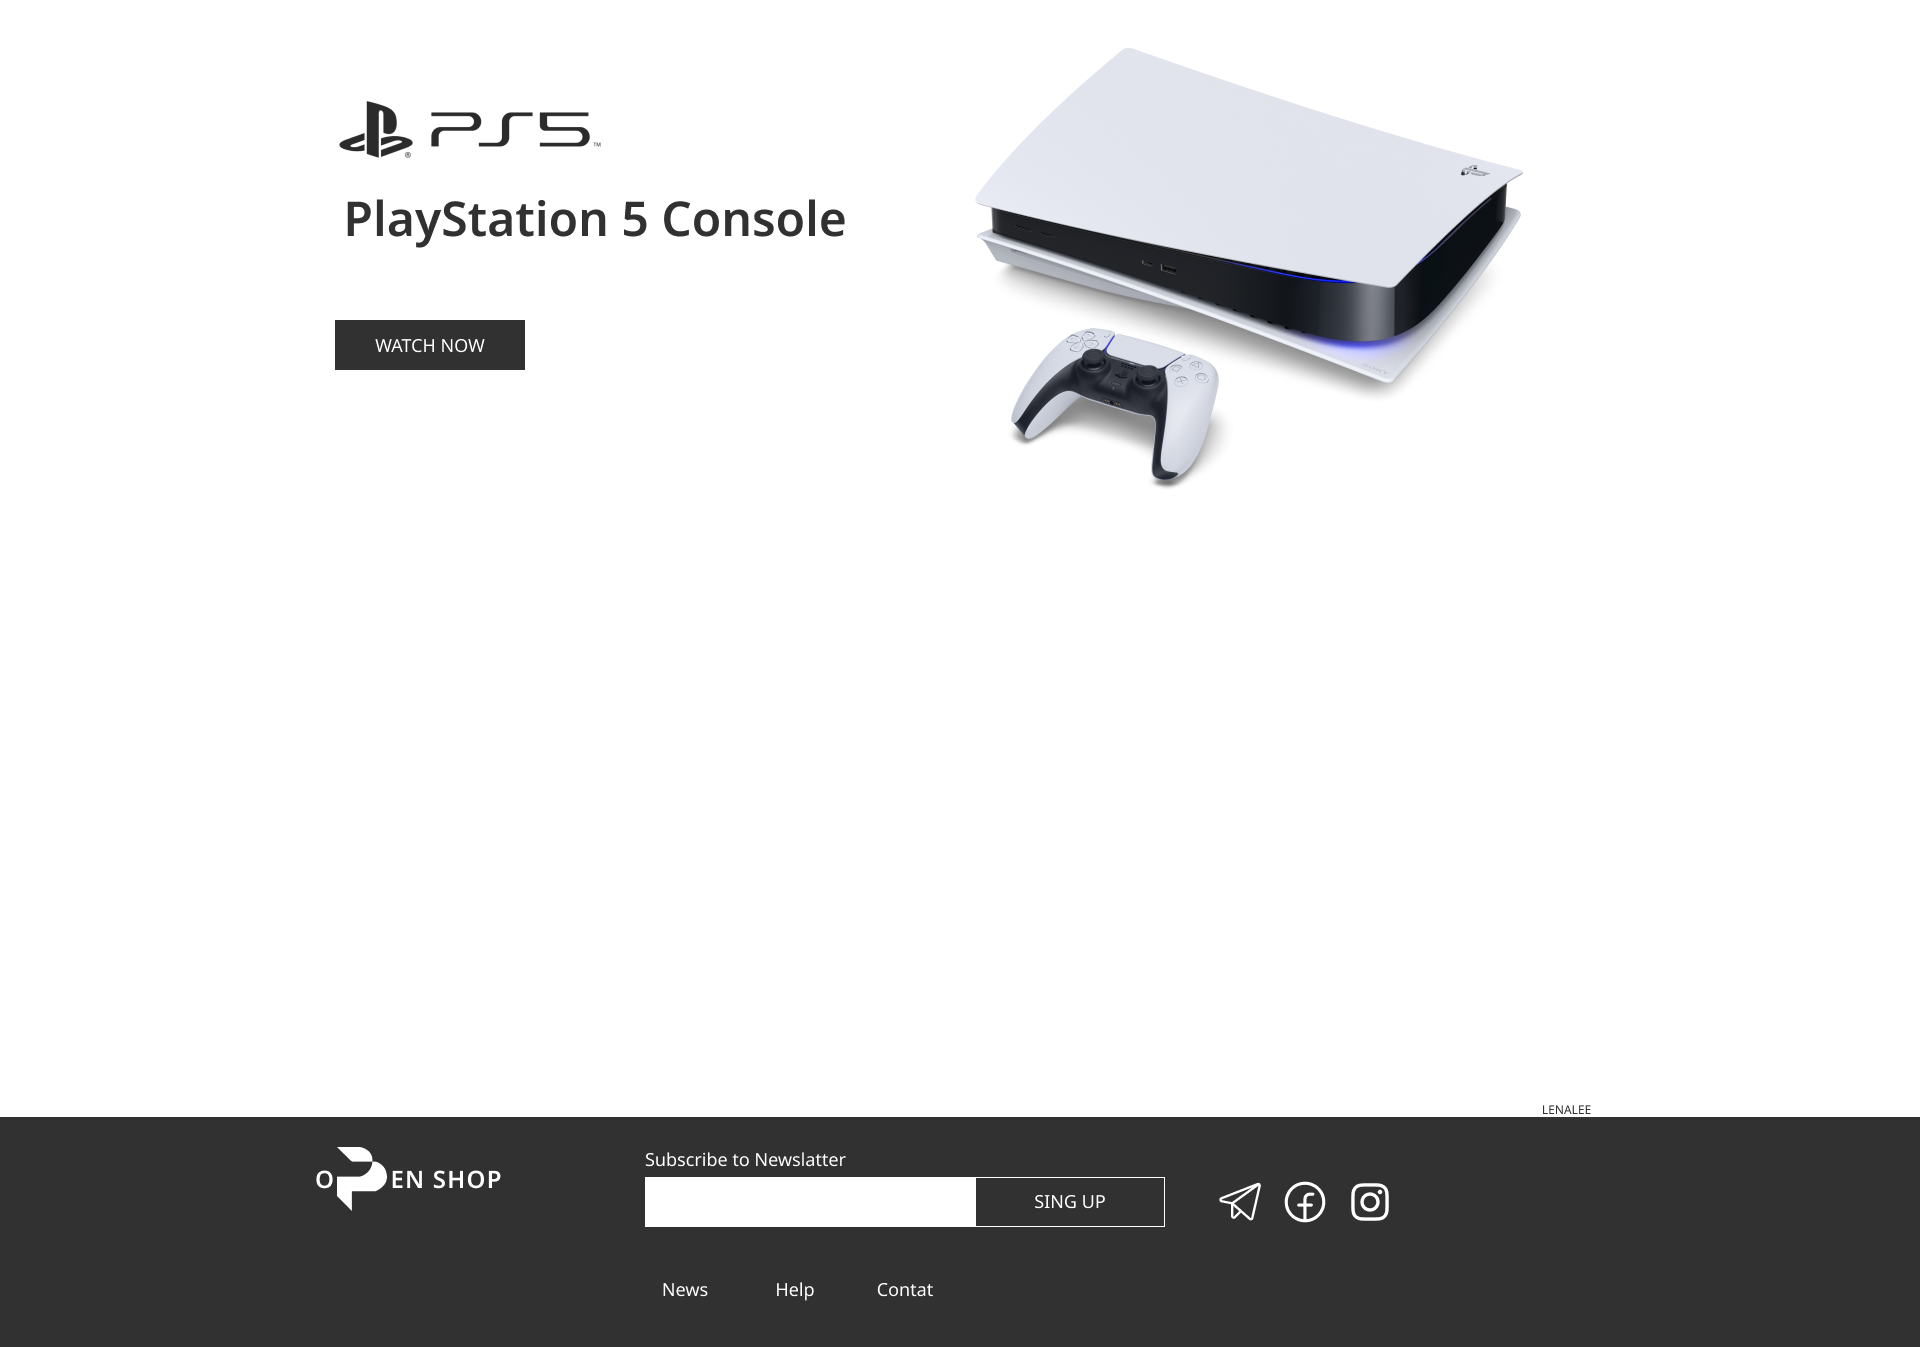 PS5
PlayStation 5 Console
WATCH NOW
LENALEE
OPEN SHOP
Subscribe to Newslatter
SING UP
News
Help
Contat